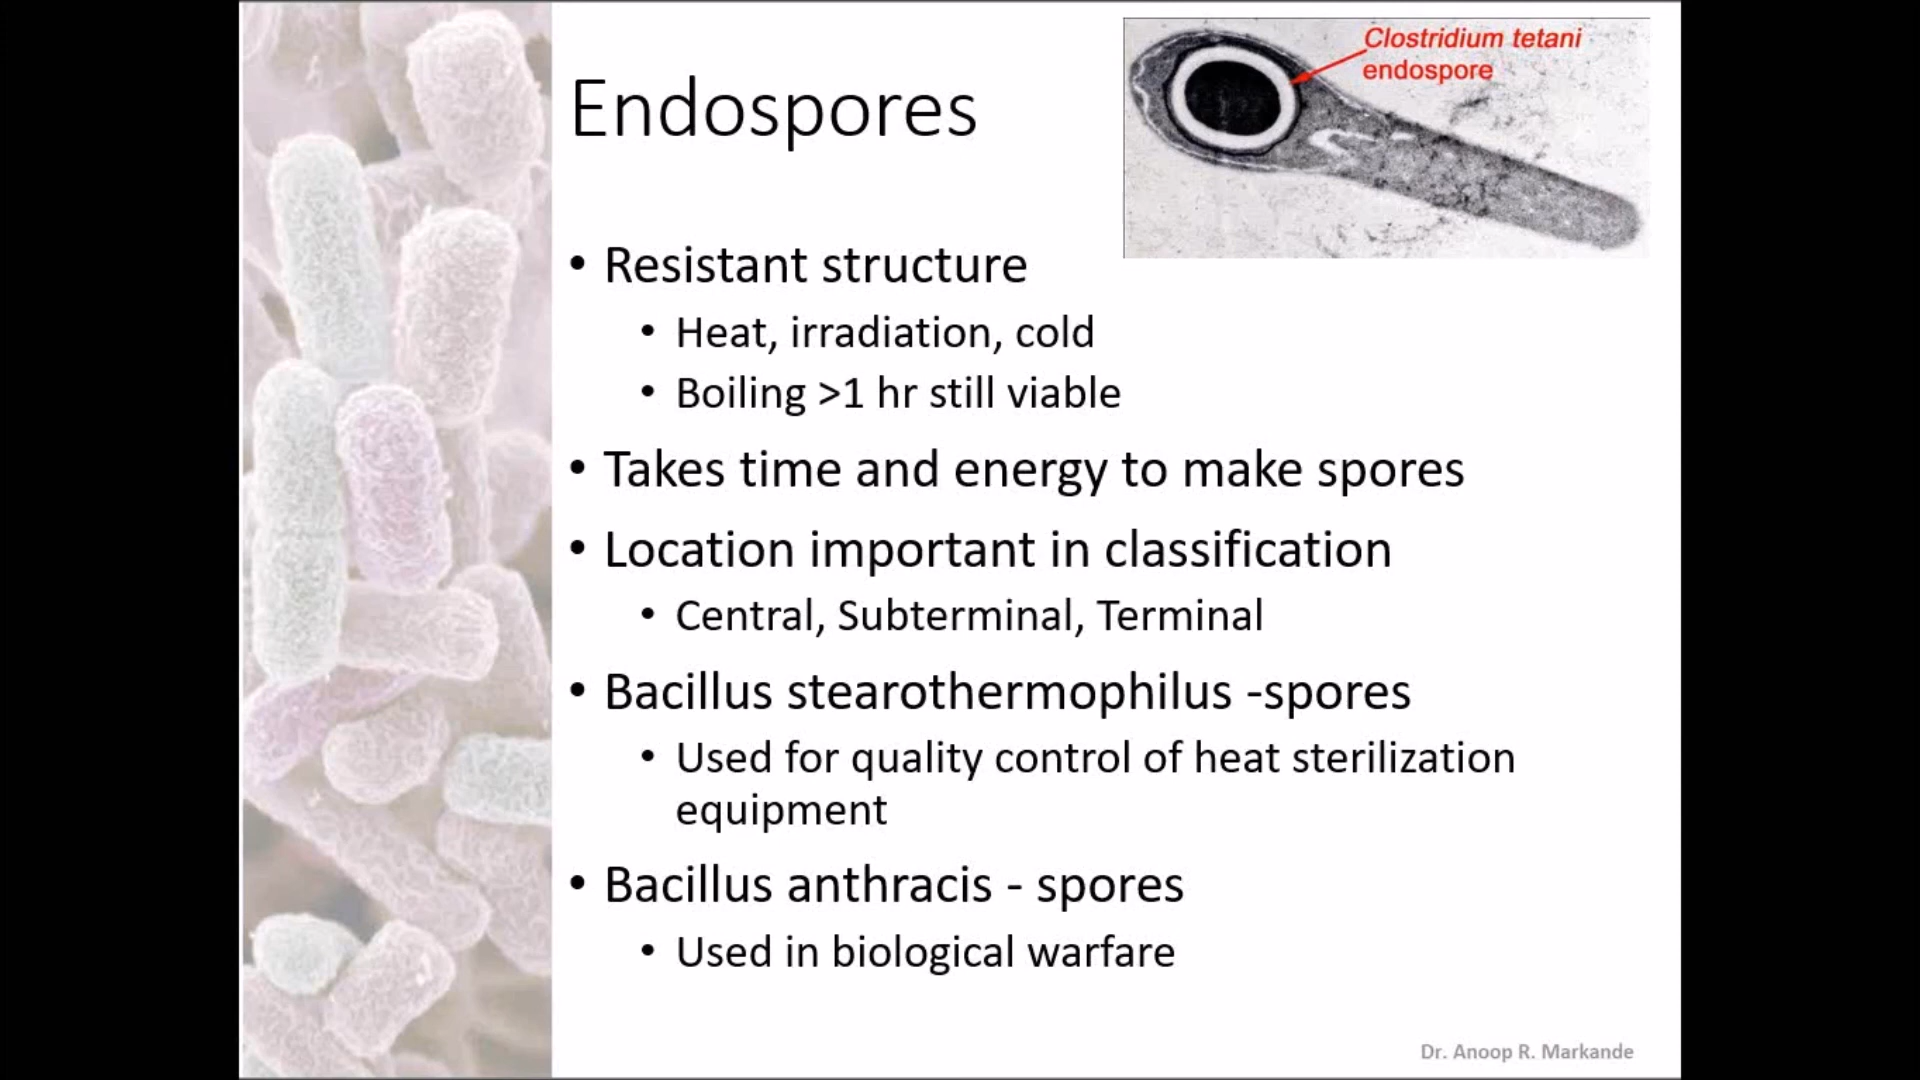 Clostridium tetani
endospore
Endospores
• Resistant structure
• Heat, irradiation, cold
• Boiling >1 hr still viable
• Takes time and energy to make spores
• Location important in classification
• Central, Subterminal, Terminal
• Bacillus stearothermophilus -spores
• Used for quality control of heat sterilization
equipment
• Bacillus anthracis - spores
• Used in biological warfare
Dr. Anoop R. Markande